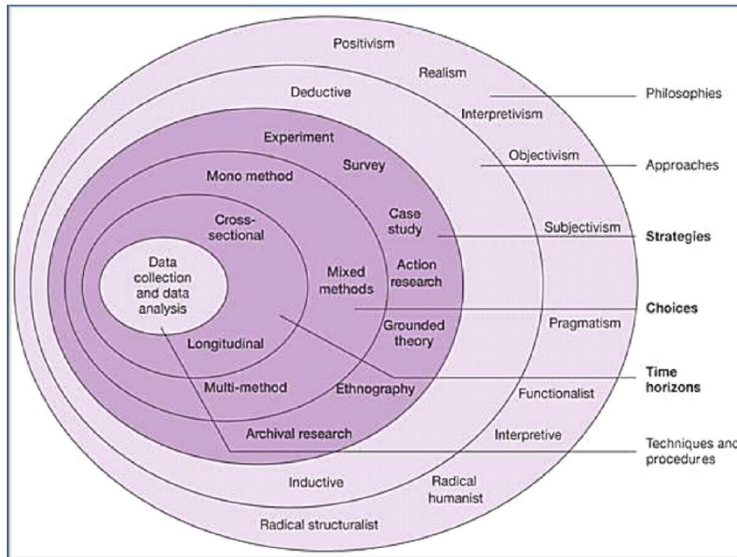 Positivism
Realism
Deductive
Philosophies
Interpretivism
Experiment
Objectivism
Survey
Approaches
Mono method
Case
study
Cross-
sectional
Subjectivism
Strategies
Data
collection
and data
analysis
Mixed
methods
Action
research
Choices
Longitudinal
Grounded
theory
Pragmatism
Time
horizons
Multi-method
Ethnography
Functionalist
Archival research
Interpretive
Techniques and
procedures
Inductive
Radical
humanist
Radical structuralist